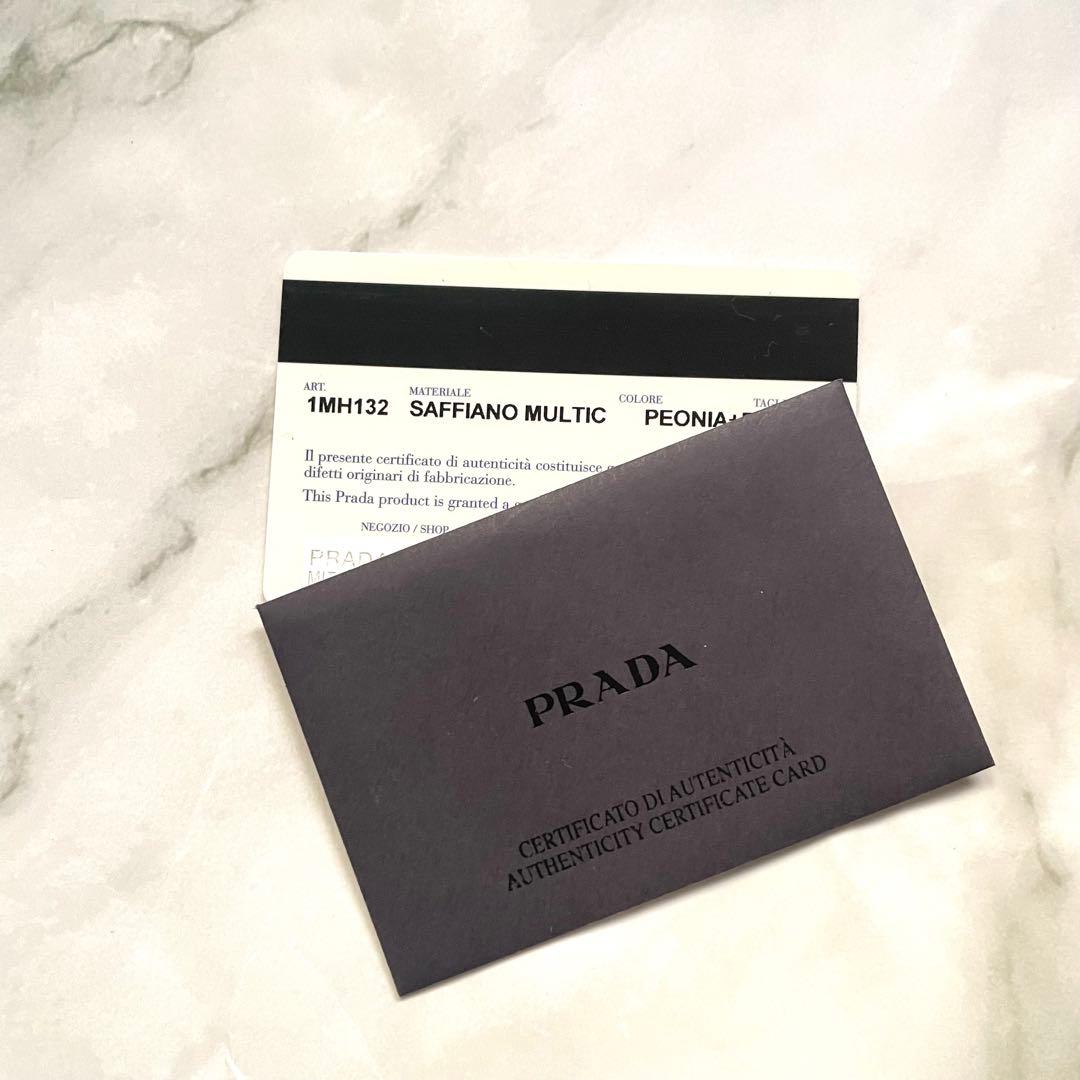 ART. MATERIALE COLORE
1MH132 SAFFIANO MULTIC PEONIA+
Il presente certificato di autenticità costituisce
difetti originari di fabbricazione.
This Prada product is granted a
NEGOZIO / SHOP
PRADA
PRADA
CERTIFICATO DI AUTENTICITÀ
AUTHENTICITY CERTIFICATE CARD